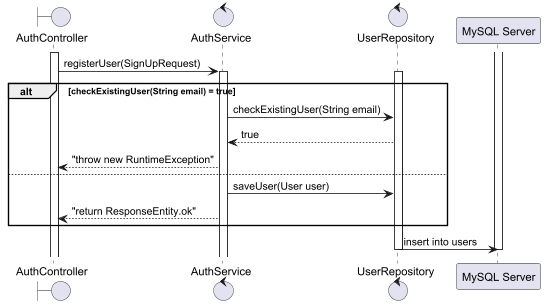 AuthController
AuthService
UserRepository
MySQL Server
registerUser(SignUpRequest)
alt
[checkExistingUser(String email) = true]
checkExistingUser(String email)
true
"throw new RuntimeException"
saveUser(User user)
"return ResponseEntity.ok"
insert into users
AuthController
AuthService
UserRepository
MySQL Server